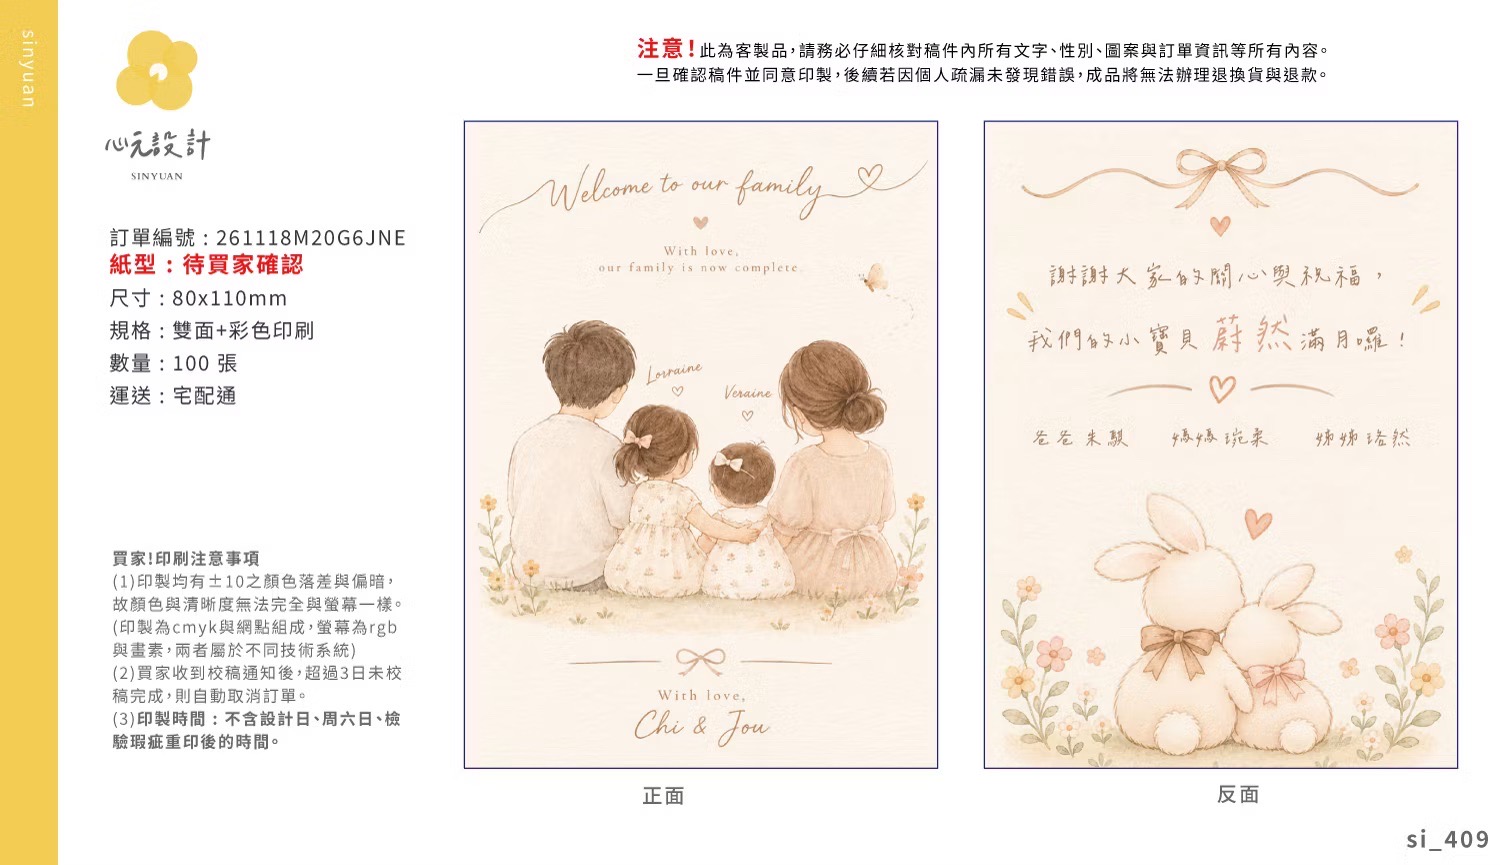 sinyuan
心元設計
SINYUAN
訂單編號：261118M20G6JNE
紙型：待買家確認
尺寸：80x110mm
規格：雙面+彩色印刷
數量：100 張
運送：宅配通
買家!印刷注意事項
(1)印製均有±10之顏色落差與偏暗，
故顏色與清晰度無法完全與螢幕一樣。
(印製為cmyk與網點組成，螢幕為rgb
與畫素，兩者屬於不同技術系統)
(2)買家收到校稿通知後，超過3日未校
稿完成，則自動取消訂單。
(3)印製時間：不含設計日、周六日、檢
驗瑕疵重印後的時間。
注意！此為客製品，請務必仔細核對稿件內所有文字、性別、圖案與訂單資訊等所有內容。
一旦確認稿件並同意印製，後續若因個人疏漏未發現錯誤，成品將無法辦理退換貨與退款。
Welcome to our family
With love,
our family is now complete.
Lorraine
Veraine
With love,
Chi & Jou
正面
謝謝大家的關心與祝福，
我們的小寶貝蔚然滿月囉！
爸爸朱騏 媽媽琬柔 姊姊珞然
反面
si_409